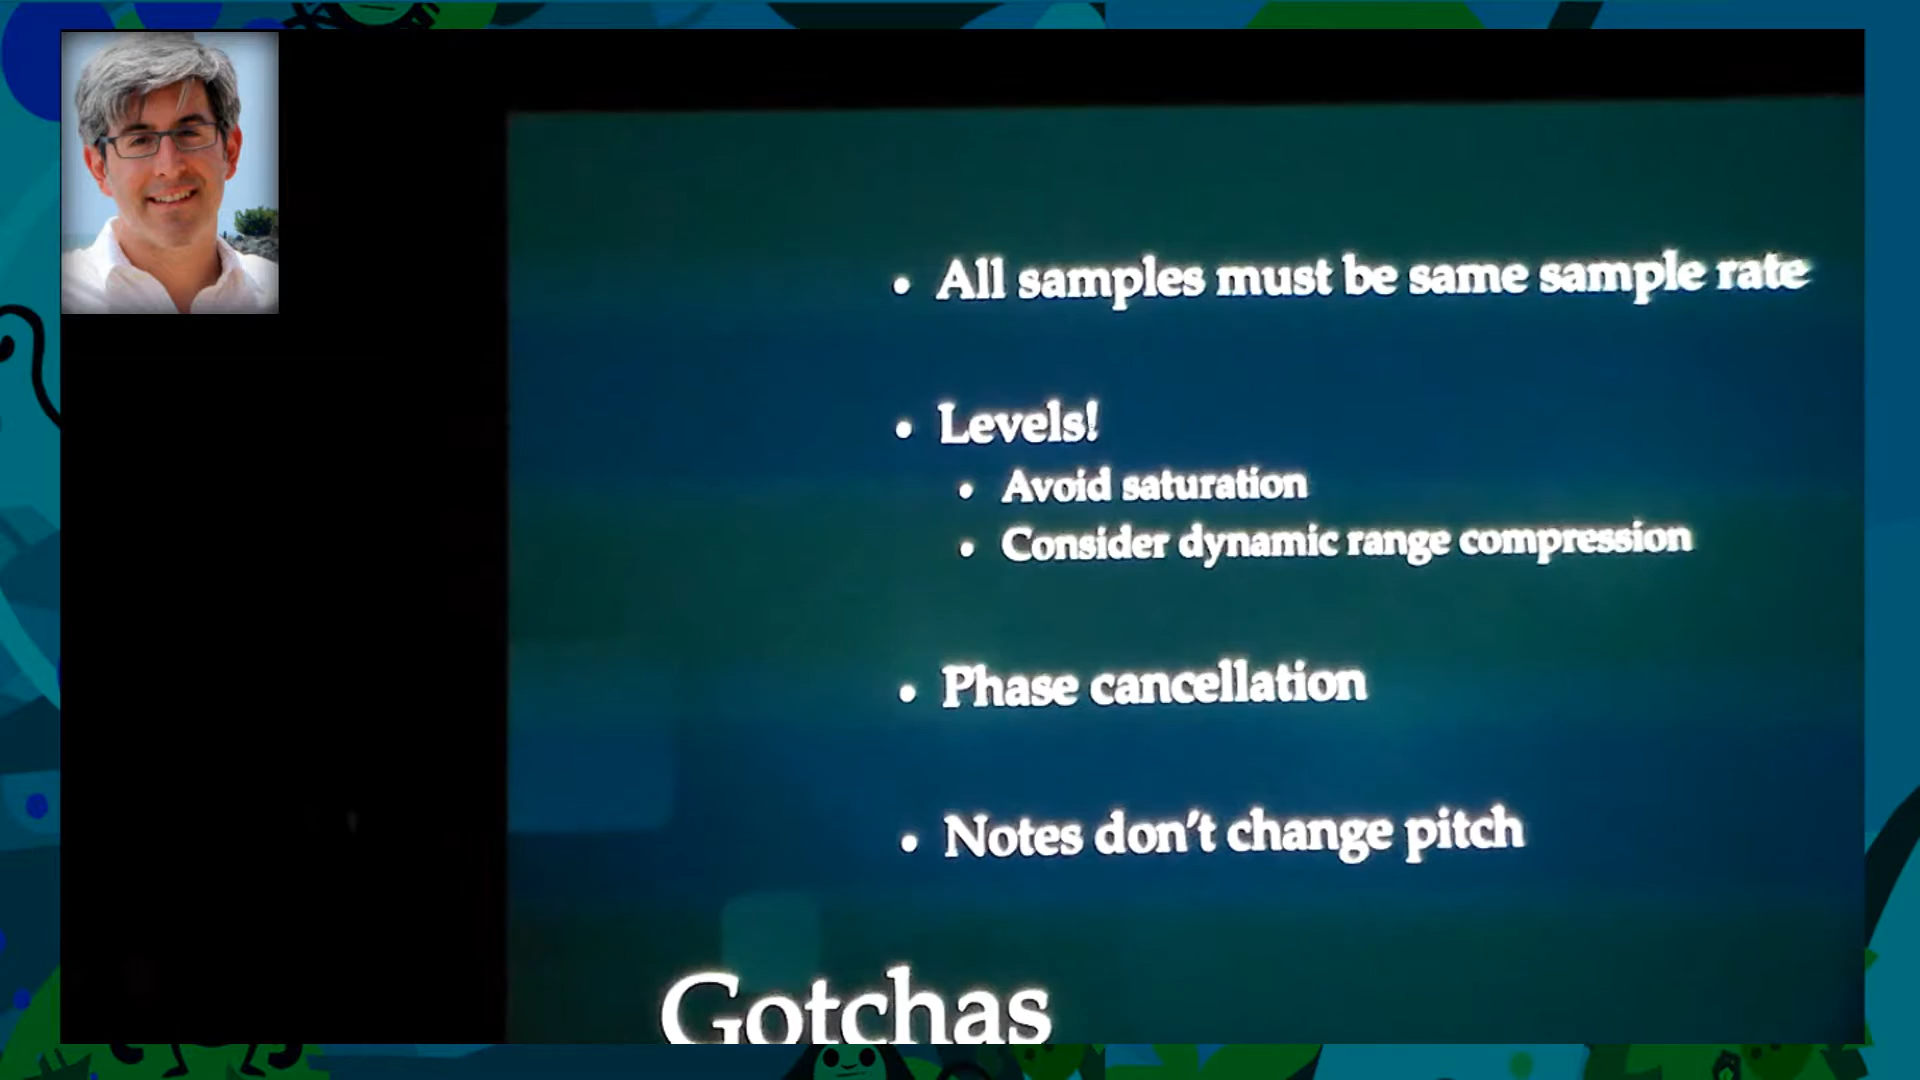 All samples must be same sample rate
Levels!
Avoid saturation
Consider dynamic range compression
Phase cancellation
Notes don't change pitch
Gotchas